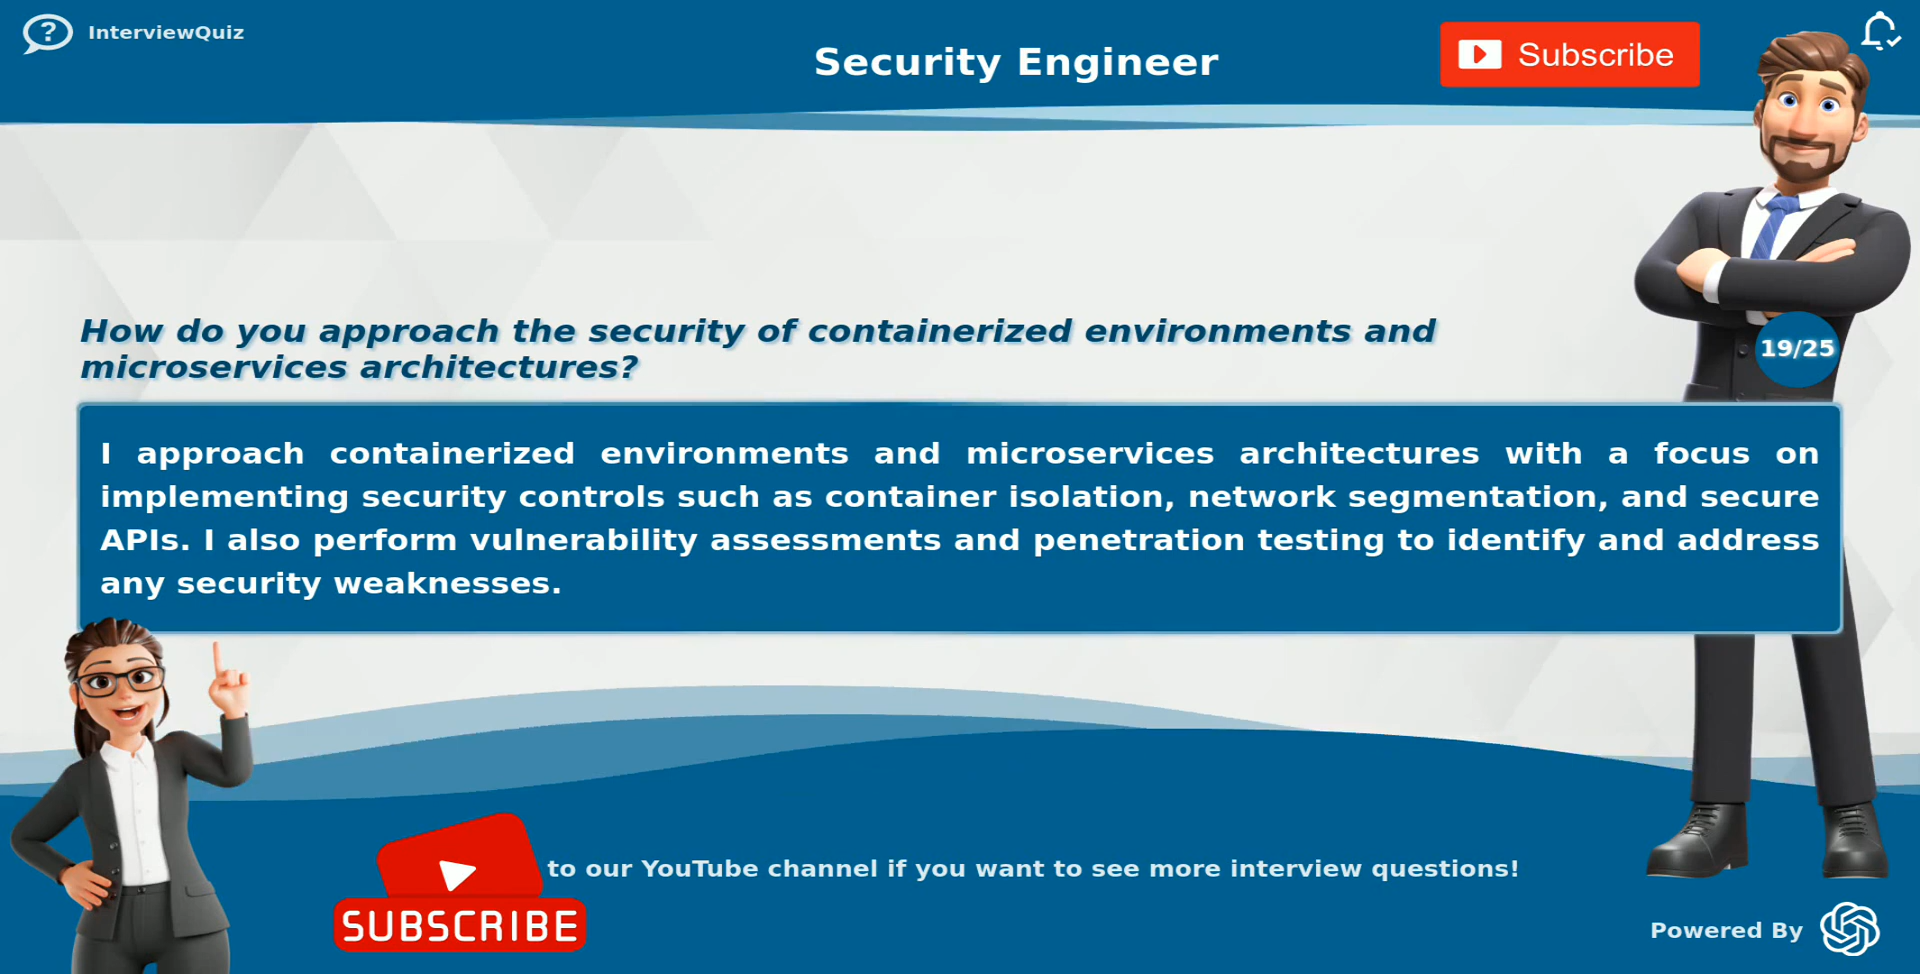 InterviewQuiz
Security Engineer
Subscribe
How do you approach the security of containerized environments and
microservices architectures?
19/25
I approach containerized environments and microservices architectures with a focus on
implementing security controls such as container isolation, network segmentation, and secure
APIs. I also perform vulnerability assessments and penetration testing to identify and address
any security weaknesses.
to our YouTube channel if you want to see more interview questions!
SUBSCRIBE
Powered By